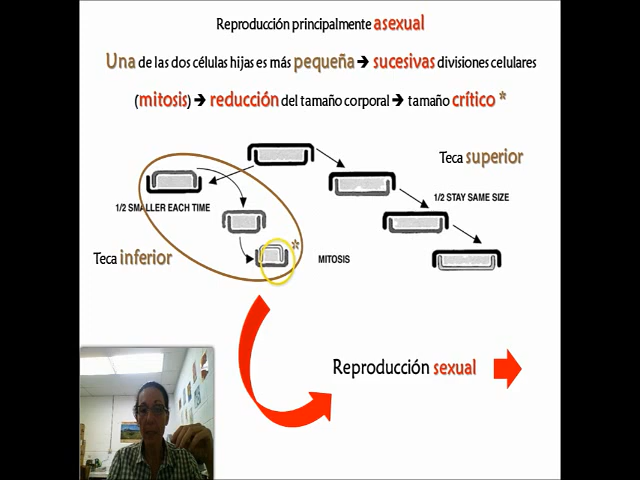 Reproducción principalmente asexual
Una de las dos células hijas es más pequeña → sucesivas divisiones celulares
(mitosis) → reducción del tamaño corporal → tamaño crítico *
Teca superior
1/2 SMALLER EACH TIME
1/2 STAY SAME SIZE
*
Teca inferior
MITOSIS
Reproducción sexual